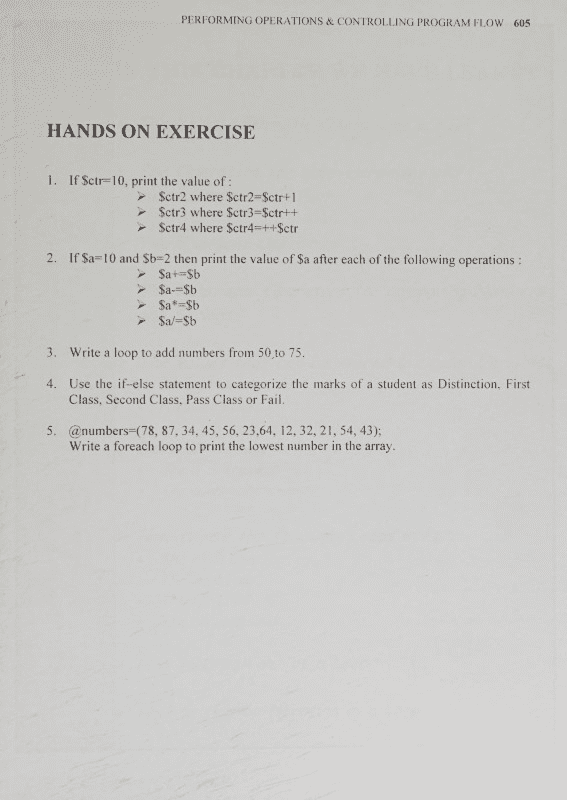 PERFORMING OPERATIONS & CONTROLLING PROGRAM FLOW 605
HANDS ON EXERCISE
1. If $ctr=10, print the value of :
➢ $ctr2 where $ctr2=$ctr+1
➢ $ctr3 where $ctr3=$ctr++
➢ $ctr4 where $ctr4=++$ctr
2. If $a=10 and $b=2 then print the value of $a after each of the following operations :
➢ $a+=$b
➢ $a-=$b
➢ $a*=$b
➢ $a/=$b
3. Write a loop to add numbers from 50 to 75.
4. Use the if-else statement to categorize the marks of a student as Distinction, First
Class, Second Class, Pass Class or Fail.
5. @numbers=(78, 87, 34, 45, 56, 23,64, 12, 32, 21, 54, 43);
Write a foreach loop to print the lowest number in the array.